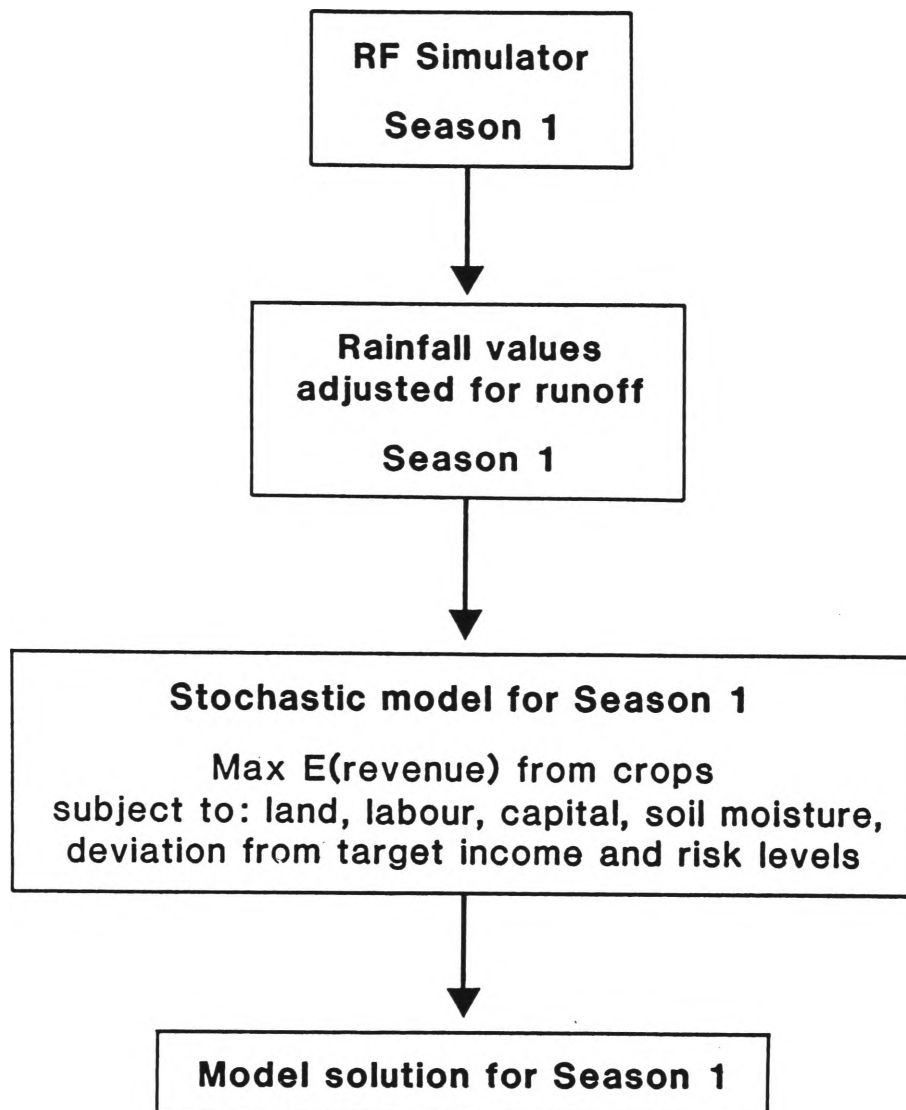 RF Simulator
Season 1
Rainfall values
adjusted for runoff
Season 1
Stochastic model for Season 1
Max E(revenue) from crops
subject to: land, labour, capital, soil moisture,
deviation from target income and risk levels
Model solution for Season 1